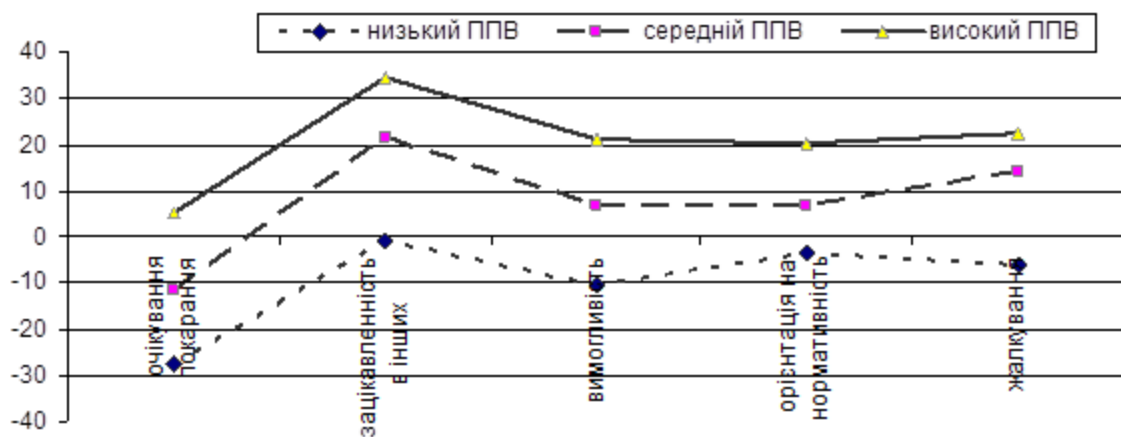 низький ППВ середній ППВ високий ППВ
40
30
20
10
0
-10
-20
-30
-40
очікування
покарання
зацікавленність
в інших
вимогливість
орієнтація на
нормативність
жалкування